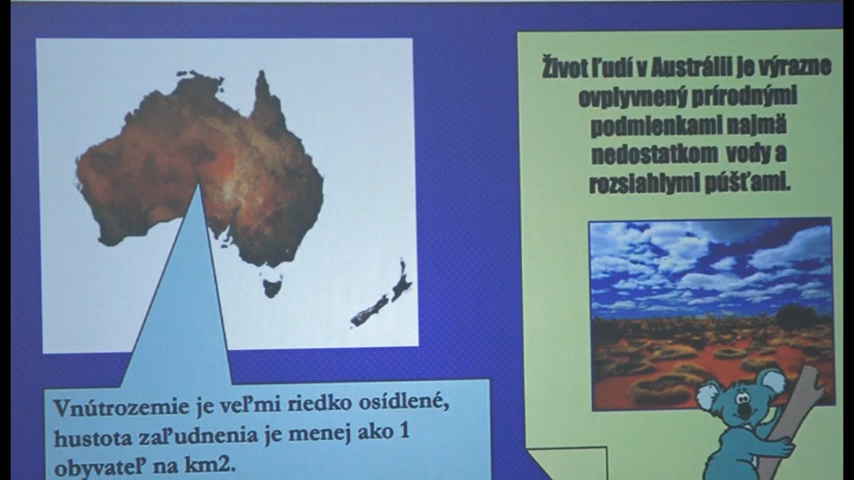 Život ľudí v Austrálii je výrazne
ovplyvnený prírodnými
podmienkami najmä
nedostatkom vody a
rozsiahlymi púšťami.
Vnútrozemie je veľmi riedko osídlené,
hustota zaľudnenia je menej ako 1
obyvateľ na km2.